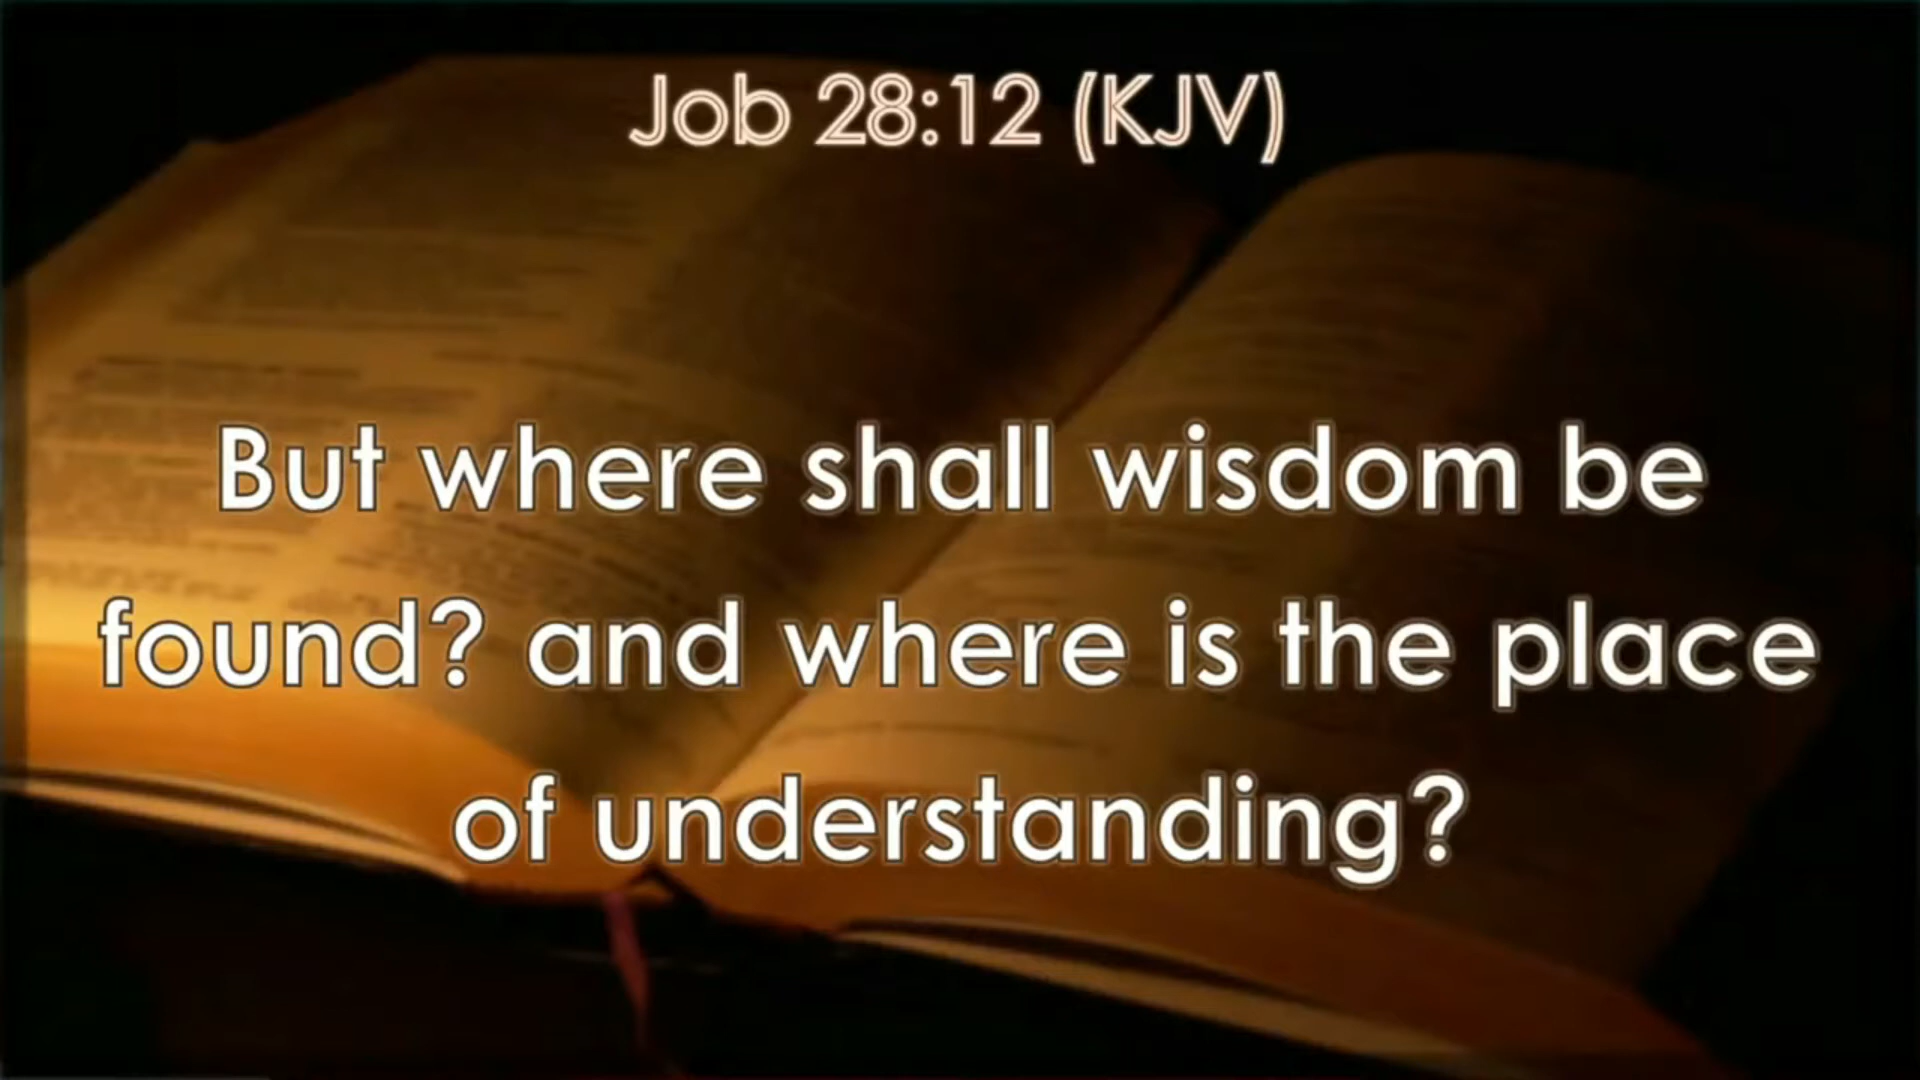 Job 28:12 (KJV)
But where shall wisdom be
found? and where is the place
of understanding?